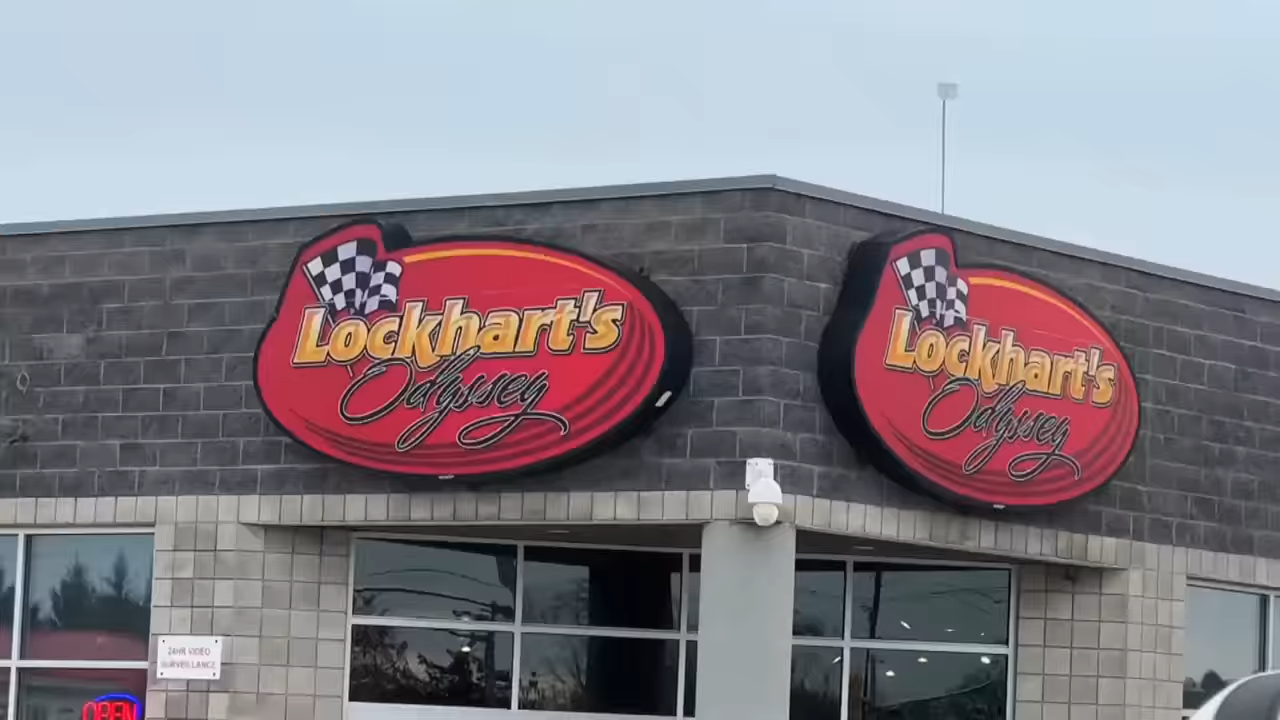 Lockhart's
Odyssey
Lockhart's
Odyssey
24HR VIDEO
SURVEILLANCE
OPEN